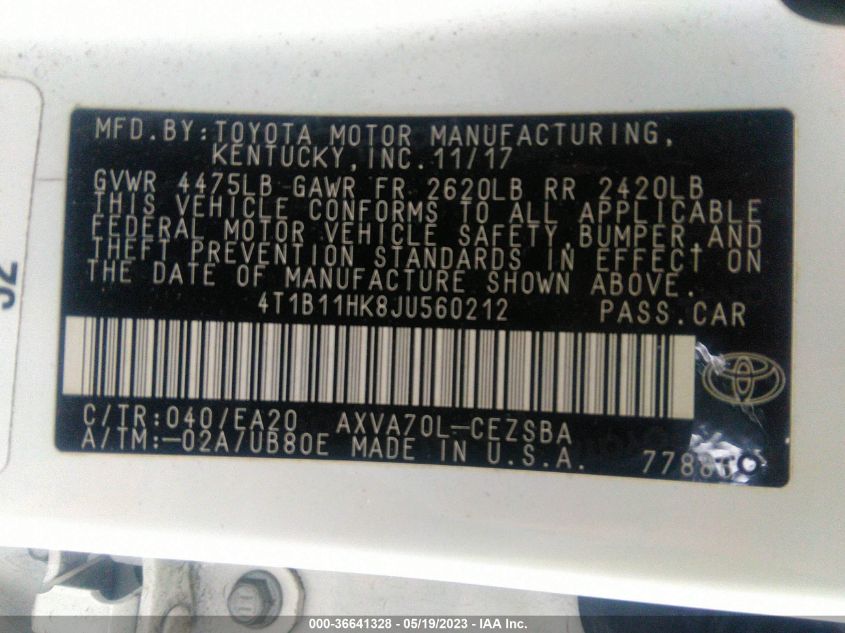 MFD.BY:TOYOTA MOTOR MANUFACTURING,
KENTUCKY,INC.11/17
GVWR 4475LB GAWR FR 2620LB RR 2420LB
THIS VEHICLE CONFORMS TO ALL APPLICABLE
FEDERAL MOTOR VEHICLE SAFETY,BUMPER,AND
THEFT PREVENTION STANDARDS IN EFFECT ON
THE DATE OF MANUFACTURE SHOWN ABOVE.
4T1B11HK8JU560212 PASS.CAR
C/TR:040/EA20 AXVA70L-CEZSBA
A/TM:-02A/UB80E MADE IN U.S.A.
000-36641328 - 05/19/2023 - IAA Inc.